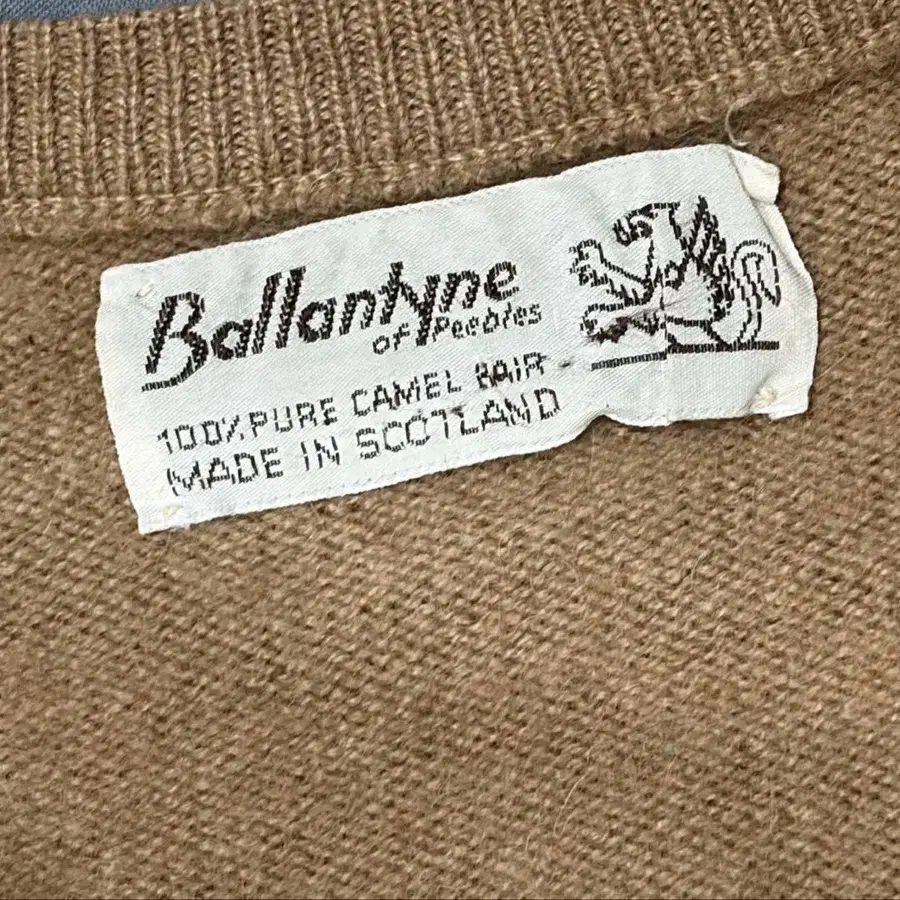 Ballantyne
of Peebles
100% PURE CAMEL HAIR
MADE IN SCOTLAND